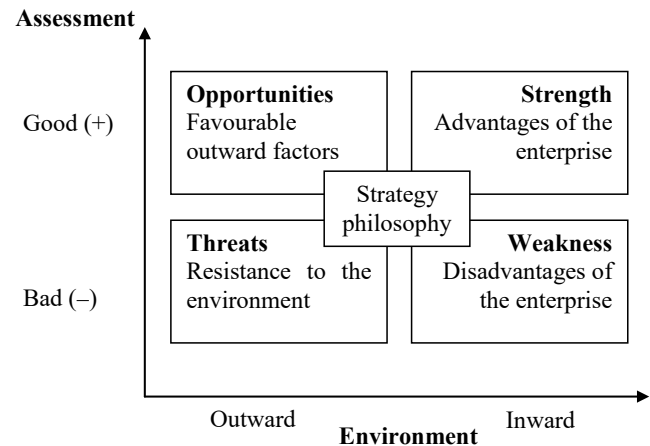 Assessment
Good (+)
Opportunities
Favourable
outward factors
Strength
Advantages of the
enterprise
Strategy
philosophy
Bad (–)
Threats
Resistance to the
environment
Weakness
Disadvantages of
the enterprise
Outward
Inward
Environment